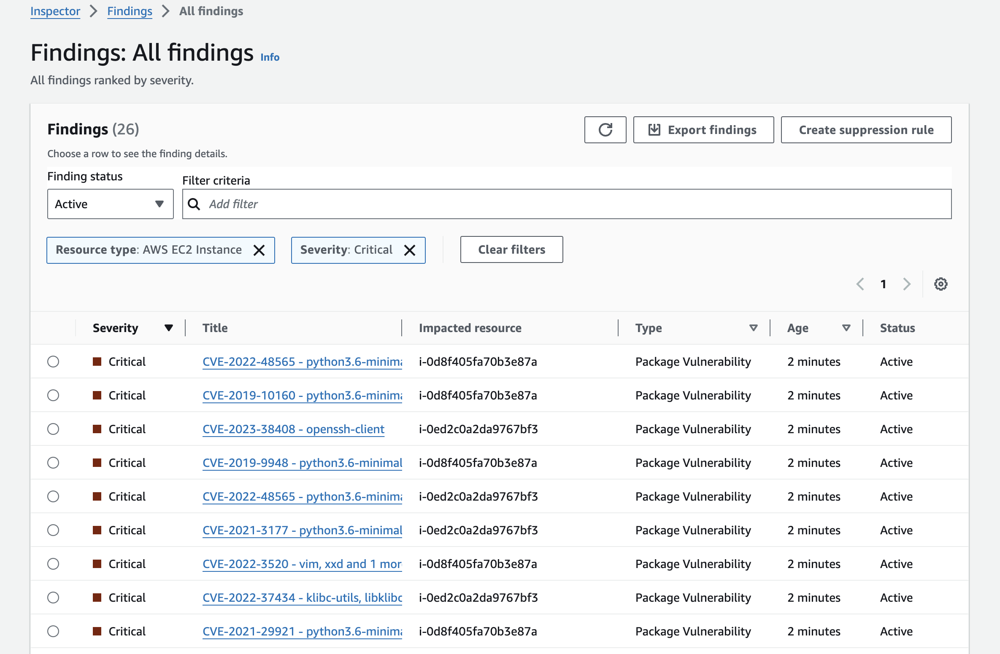 Inspector > Findings > All findings
Findings: All findings Info
All findings ranked by severity.
Findings (26)
Export findings
Create suppression rule
Choose a row to see the finding details.
Finding status
Filter criteria
Active
Add filter
Resource type: AWS EC2 Instance
Severity: Critical
Clear filters
1
Severity Title Impacted resource Type Age Status
Critical CVE-2022-48565 - python3.6-minima i-0d8f405fa70b3e87a Package Vulnerability 2 minutes Active
Critical CVE-2019-10160 - python3.6-minima i-0d8f405fa70b3e87a Package Vulnerability 2 minutes Active
Critical CVE-2023-38408 - openssh-client i-0ed2c0a2da9767bf3 Package Vulnerability 2 minutes Active
Critical CVE-2019-9948 - python3.6-minimal i-0d8f405fa70b3e87a Package Vulnerability 2 minutes Active
Critical CVE-2022-48565 - python3.6-minima i-0ed2c0a2da9767bf3 Package Vulnerability 2 minutes Active
Critical CVE-2021-3177 - python3.6-minimal i-0ed2c0a2da9767bf3 Package Vulnerability 2 minutes Active
Critical CVE-2022-3520 - vim, xxd and 1 more i-0d8f405fa70b3e87a Package Vulnerability 2 minutes Active
Critical CVE-2022-37434 - klibc-utils, libklibc i-0ed2c0a2da9767bf3 Package Vulnerability 2 minutes Active
Critical CVE-2021-29921 - python3.6-minima i-0d8f405fa70b3e87a Package Vulnerability 2 minutes Active